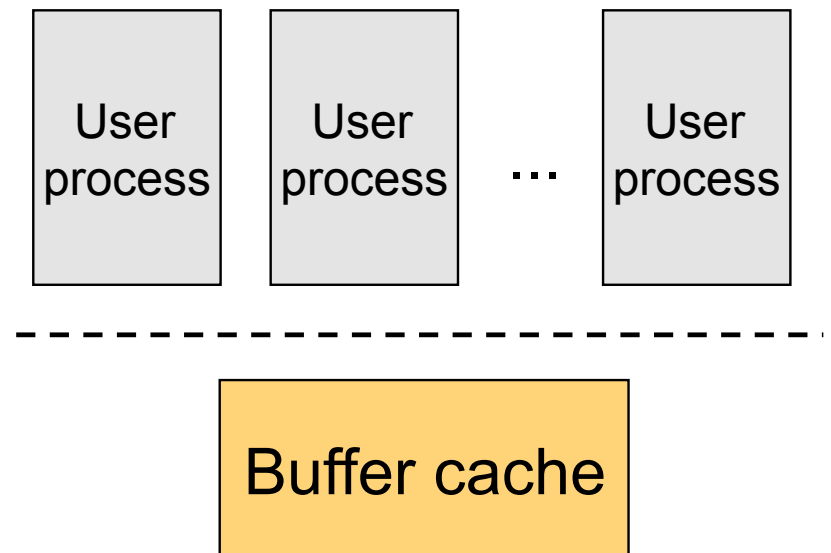 User
process
User
process
...
User
process
Buffer cache